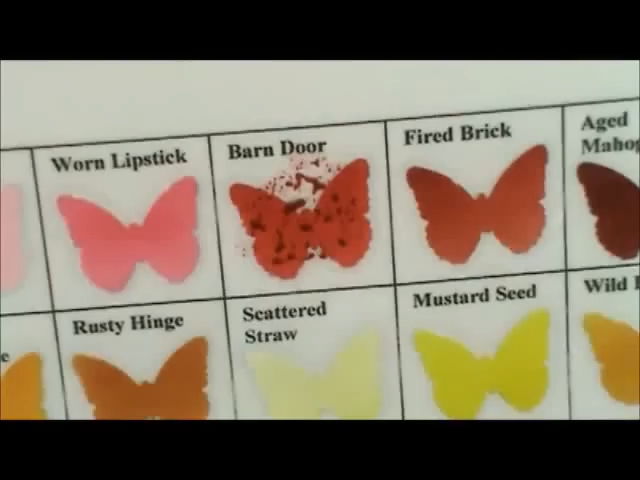 Worn Lipstick
Barn Door
Fired Brick
Aged
Rusty Hinge
Scattered
Straw
Mustard Seed
Wild